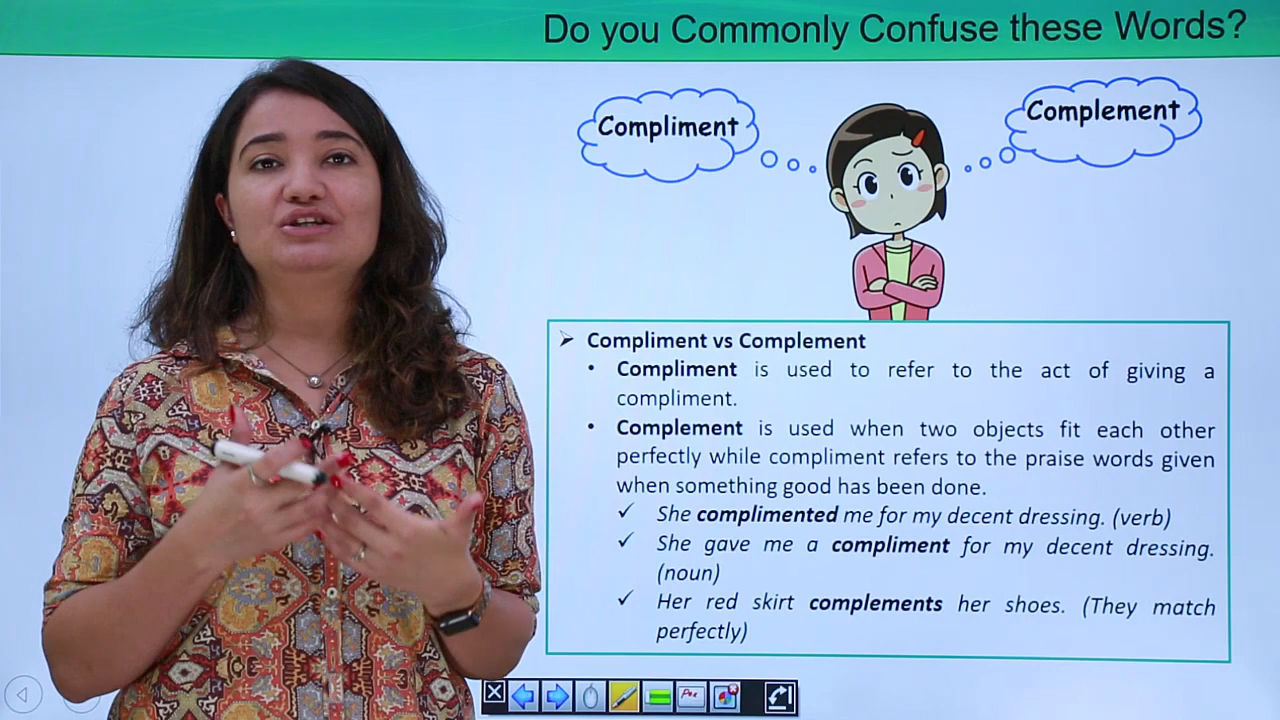 Do you Commonly Confuse these Words?
Compliment
Complement
➢ Compliment vs Complement
• Compliment is used to refer to the act of giving a
compliment.
• Complement is used when two objects fit each other
perfectly while compliment refers to the praise words given
when something good has been done.
✓ She complimented me for my decent dressing. (verb)
✓ She gave me a compliment for my decent dressing.
(noun)
✓ Her red skirt complements her shoes. (They match
perfectly)